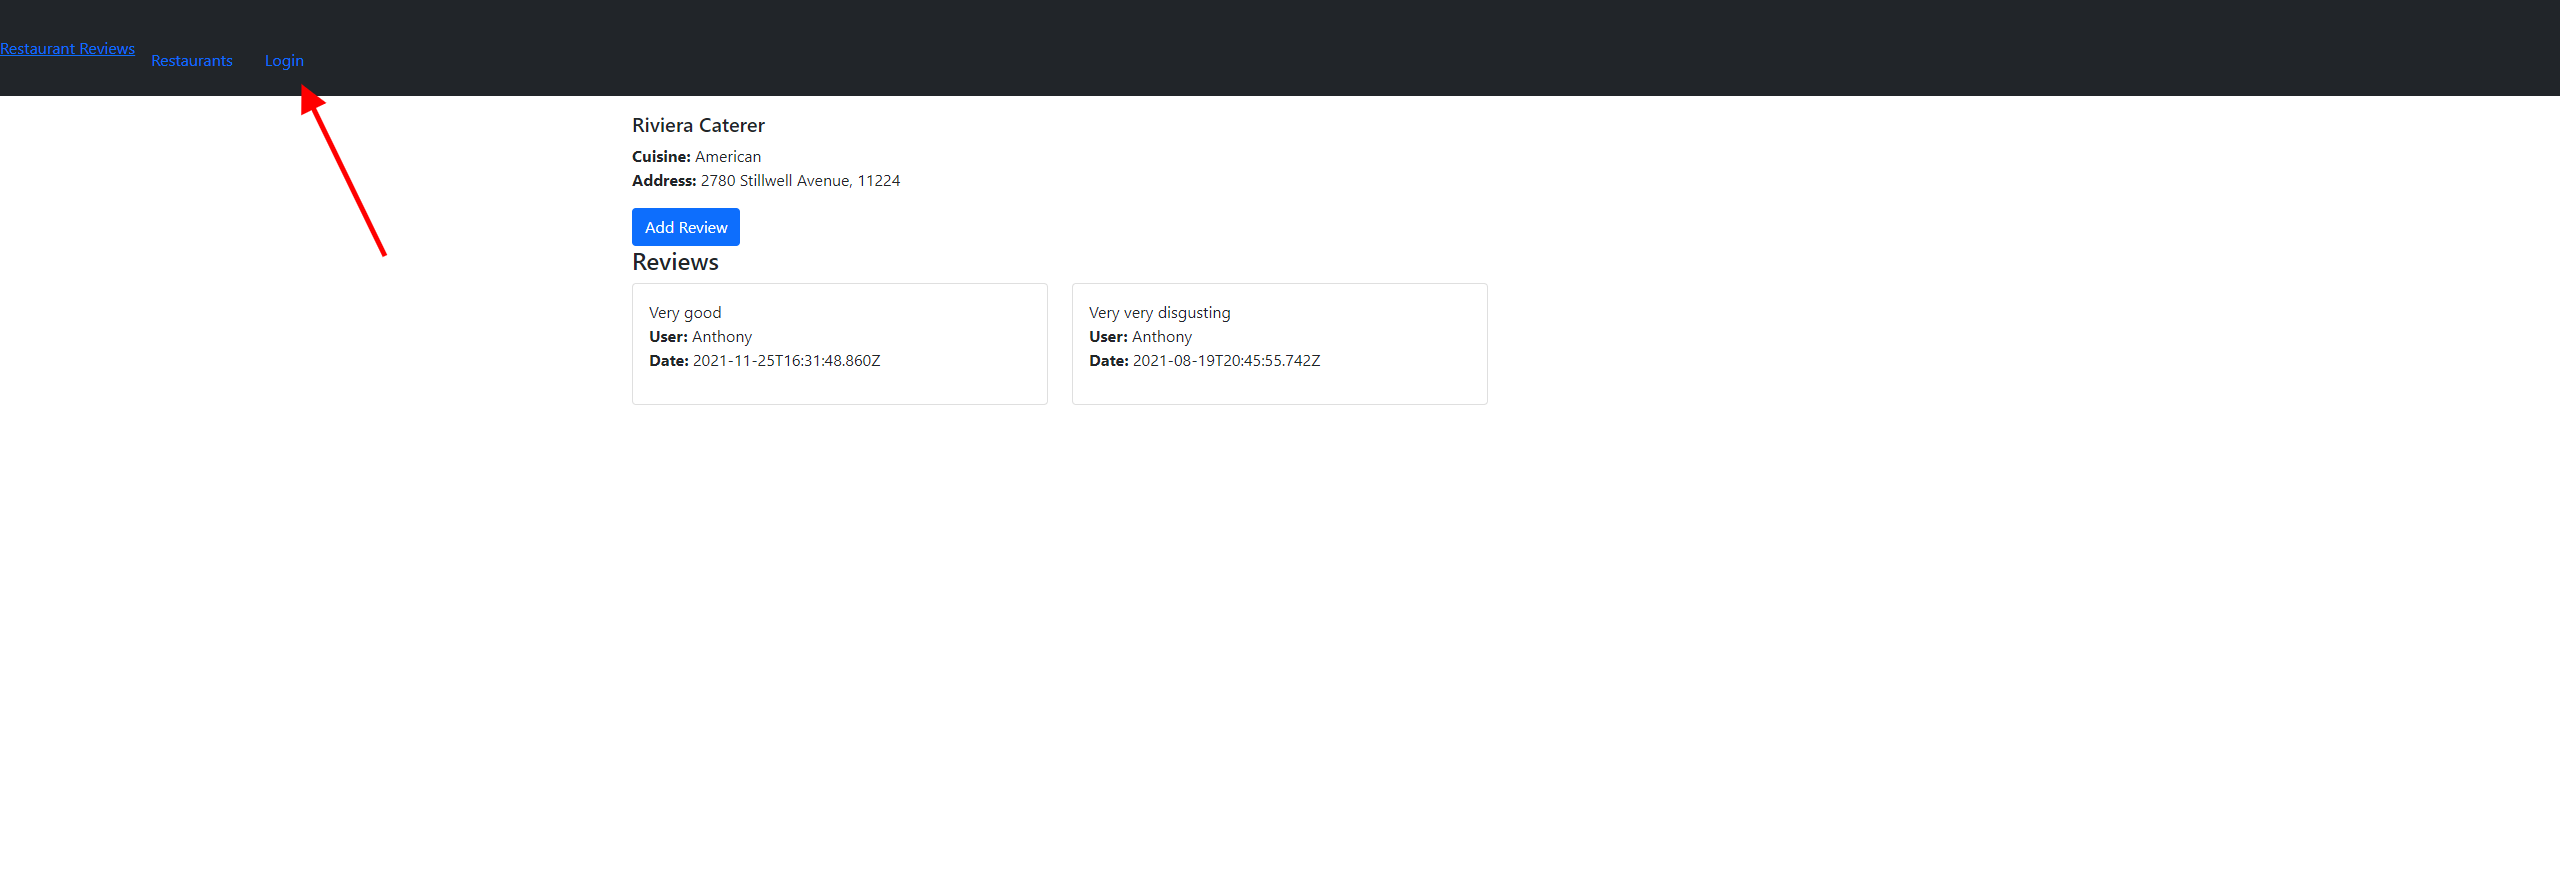 Restaurant Reviews
Restaurants
Login
Riviera Caterer
Cuisine: American
Address: 2780 Stillwell Avenue, 11224
Add Review
Reviews
Very good
User: Anthony
Date: 2021-11-25T16:31:48.860Z
Very very disgusting
User: Anthony
Date: 2021-08-19T20:45:55.742Z